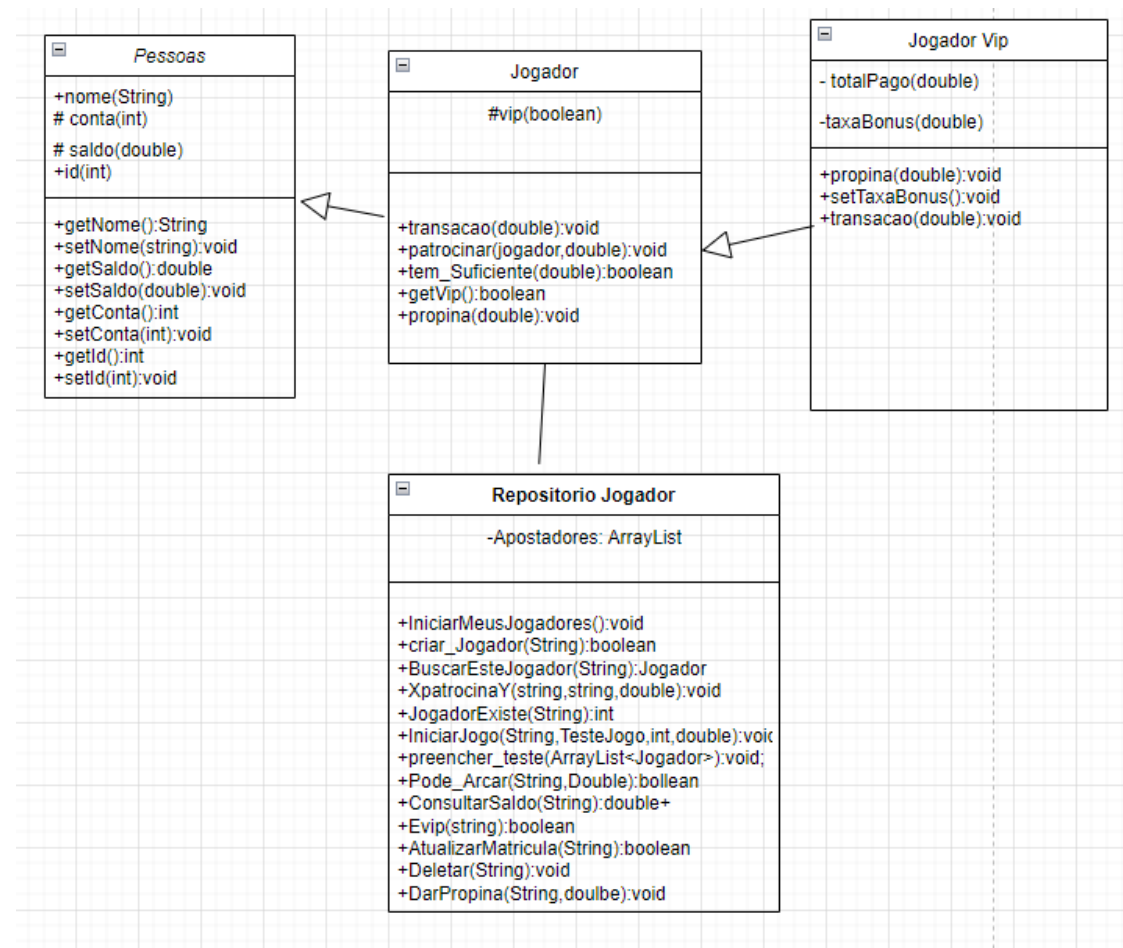 Pessoas
+nome(String)
# conta(int)
# saldo(double)
+id(int)
+getNome():String
+setNome(string):void
+getSaldo():double
+setSaldo(double):void
+getConta():int
+setConta(int):void
+getId():int
+setId(int):void
Jogador
#vip(boolean)
+transacao(double):void
+patrocinar(jogador,double):void
+tem_Suficiente(double):boolean
+getVip():boolean
+propina(double):void
Jogador Vip
- totalPago(double)
-taxaBonus(double)
+propina(double):void
+setTaxaBonus():void
+transacao(double):void
Repositorio Jogador
-Apostadores: ArrayList
+IniciarMeusJogadores():void
+criar_Jogador(String):boolean
+BuscarEsteJogador(String):Jogador
+XpatrocinaY(string,string,double):void
+JogadorExiste(String):int
+IniciarJogo(String,TesteJogo,int,double):void
+preencher_teste(ArrayList<Jogador>):void;
+Pode_Arcar(String,Double):bollean
+ConsultarSaldo(String):double+
+Evip(string):boolean
+AtualizarMatricula(String):boolean
+Deletar(String):void
+DarPropina(String,doulbe):void